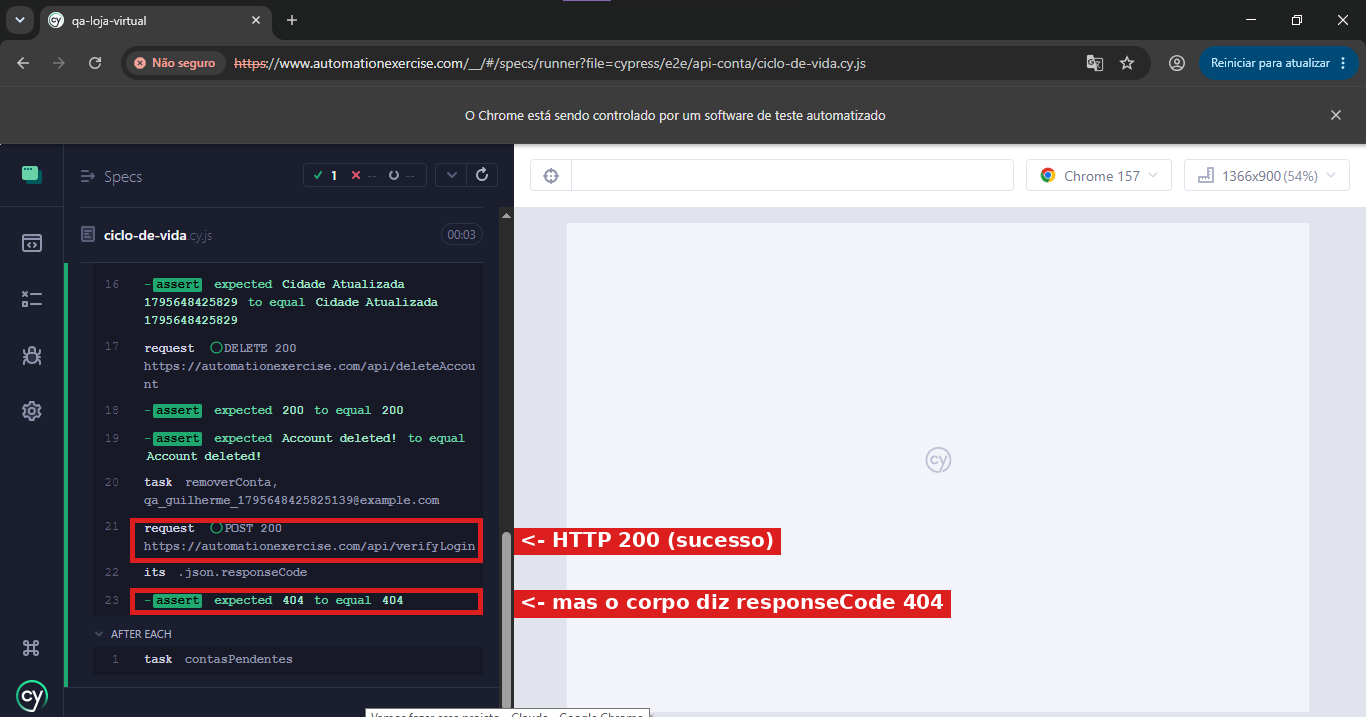 cy qa-loja-virtual
Não seguro https://www.automationexercise.com/__/#/specs/runner?file=cypress/e2e/api-conta/ciclo-de-vida.cy.js Reiniciar para atualizar
O Chrome está sendo controlado por um software de teste automatizado
Specs 1 -- -- Chrome 157 1366x900 (54%)
ciclo-de-vida.cy.js 00:03
16 -assert expected Cidade Atualizada
1795648425829 to equal Cidade Atualizada
1795648425829
17 request DELETE 200
https://automationexercise.com/api/deleteAccou
nt
18 -assert expected 200 to equal 200
19 -assert expected Account deleted! to equal
Account deleted!
20 task removerConta,
qa_guilherme_1795648425825139@example.com
21 request POST 200
https://automationexercise.com/api/verifyLogin
<- HTTP 200 (sucesso)
22 its .json.responseCode
23 -assert expected 404 to equal 404
<- mas o corpo diz responseCode 404
AFTER EACH
1 task contasPendentes
cy
cy